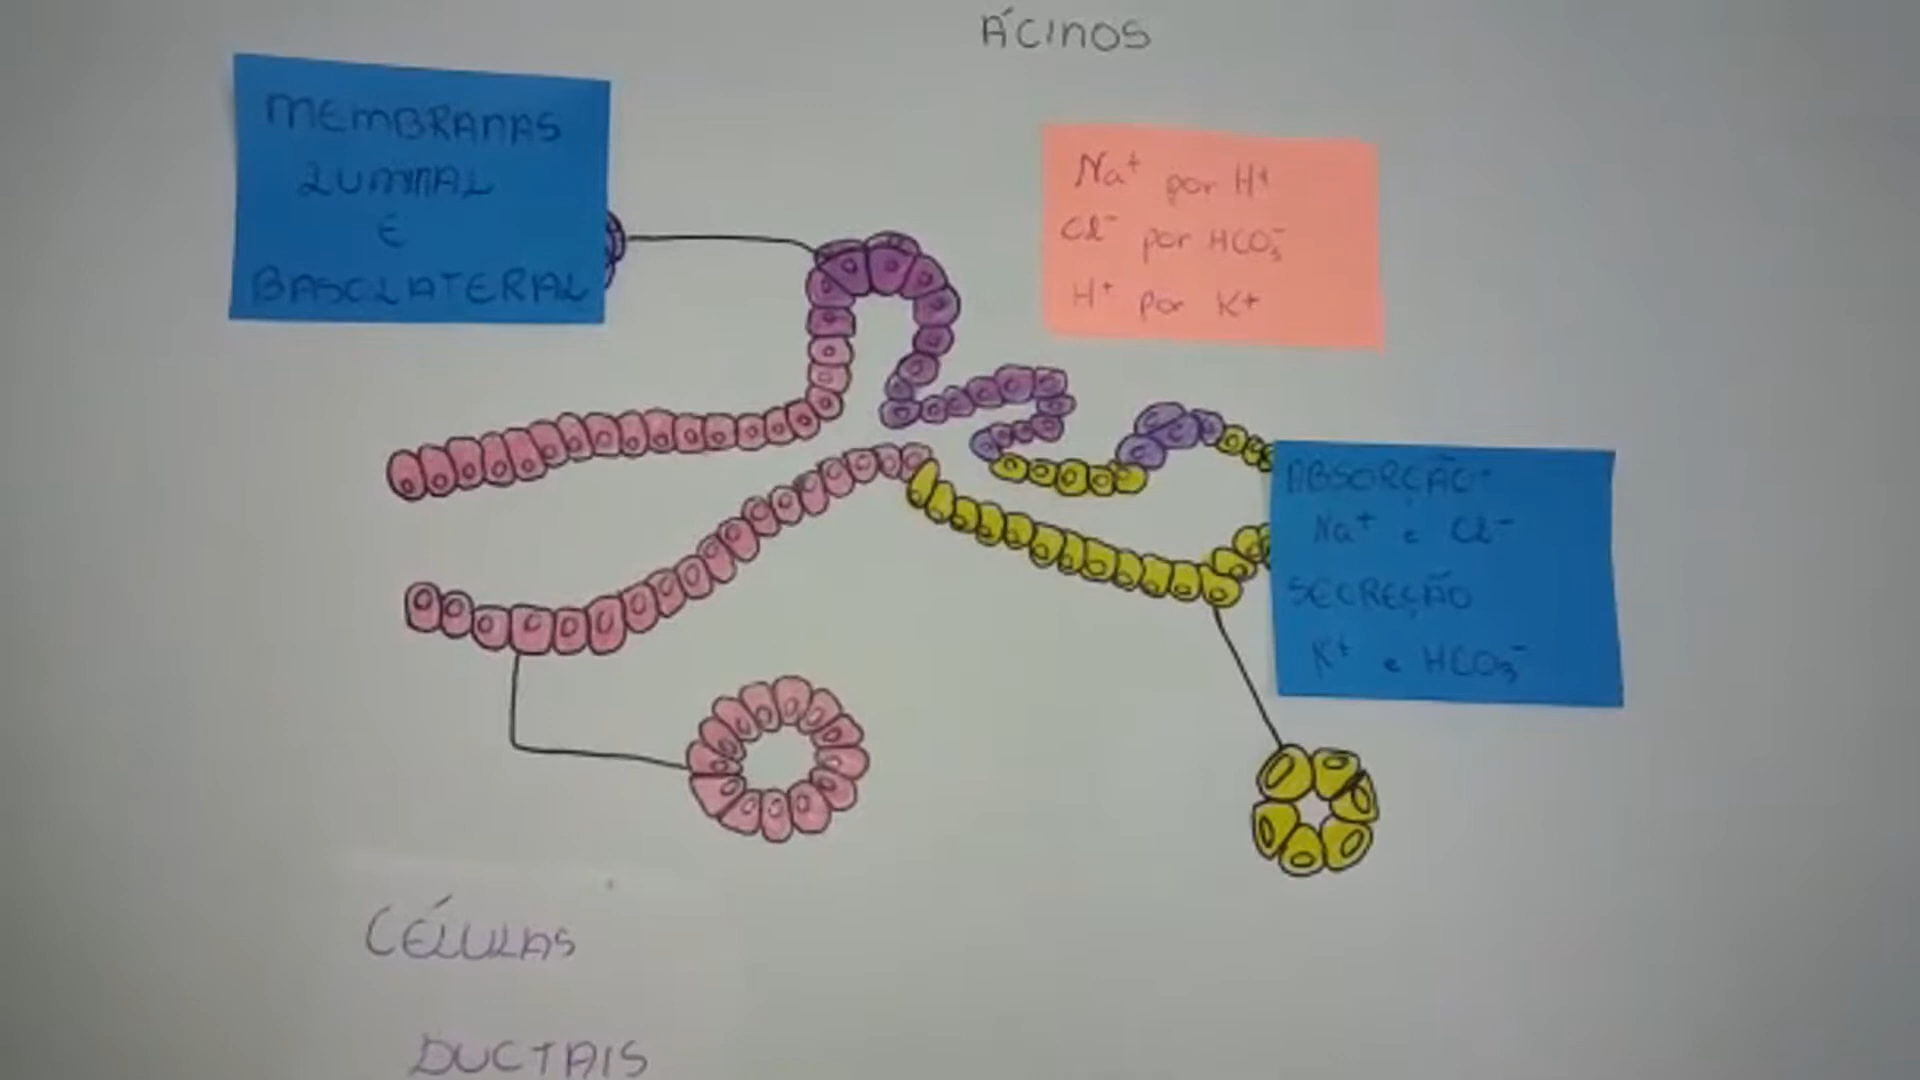 ÁCINOS
MEMBRANAS
LUMINAL
E
BASOLATERAL
Na⁺ por H⁺
Cl⁻ por HCO₃⁻
H⁺ por K⁺
ABSORÇÃO
Na⁺ e Cl⁻
SECREÇÃO
K⁺ e HCO₃⁻
CÉLULAS
DUCTAIS